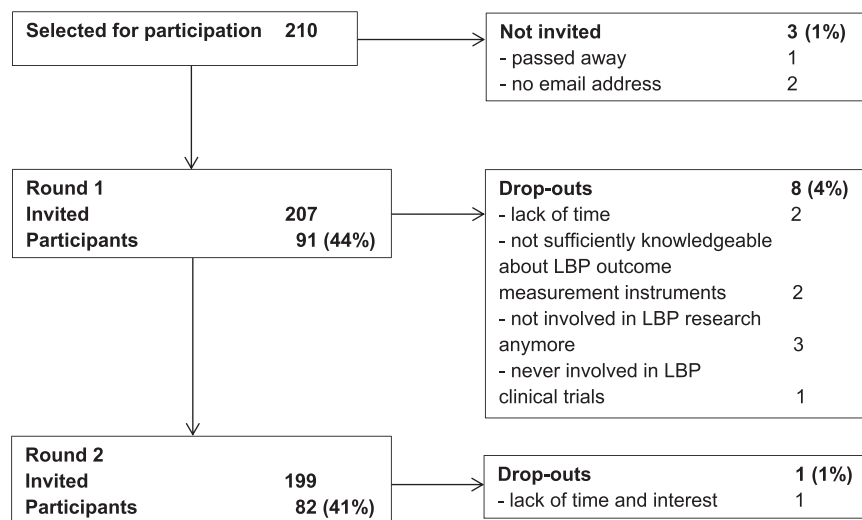 Selected for participation 210
Not invited 3 (1%)
- passed away 1
- no email address 2
Round 1
Invited 207
Participants 91 (44%)
Drop-outs 8 (4%)
- lack of time 2
- not sufficiently knowledgeable
about LBP outcome
measurement instruments 2
- not involved in LBP research
anymore 3
- never involved in LBP
clinical trials 1
Round 2
Invited 199
Participants 82 (41%)
Drop-outs 1 (1%)
- lack of time and interest 1